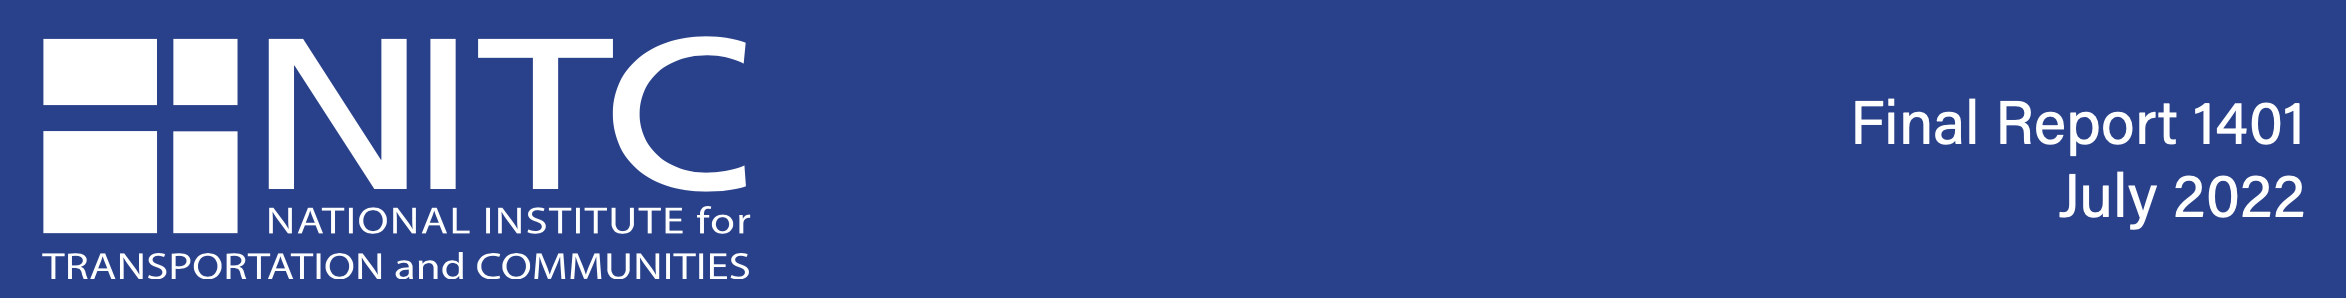 NITC
NATIONAL INSTITUTE for
TRANSPORTATION and COMMUNITIES
Final Report 1401
July 2022